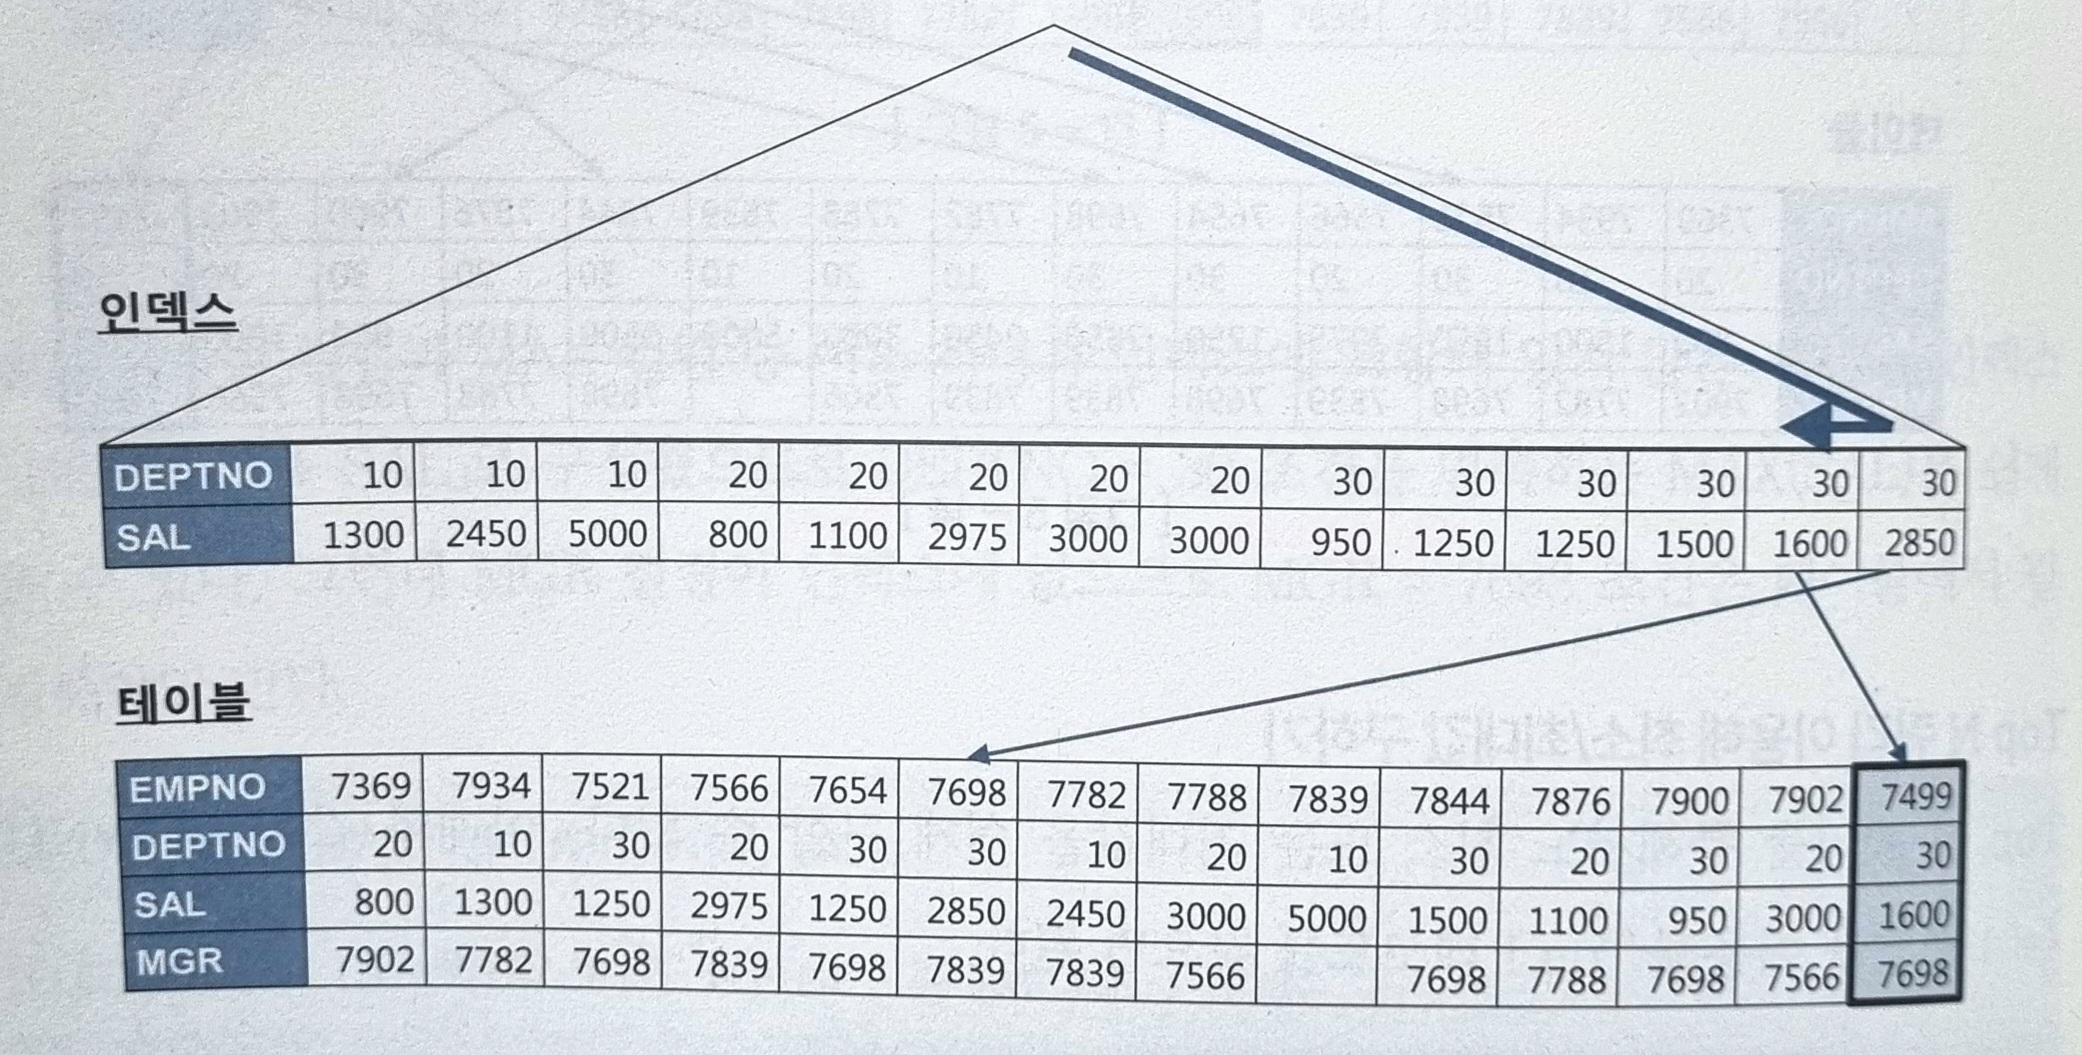 인덱스
DEPTNO 10 10 10 20 20 20 20 20 30 30 30 30 30 30
SAL 1300 2450 5000 800 1100 2975 3000 3000 950 1250 1250 1500 1600 2850
테이블
EMPNO 7369 7934 7521 7566 7654 7698 7782 7788 7839 7844 7876 7900 7902 7499
DEPTNO 20 10 30 20 30 30 10 20 10 30 20 30 20 30
SAL 800 1300 1250 2975 1250 2850 2450 3000 5000 1500 1100 950 3000 1600
MGR 7902 7782 7698 7839 7698 7839 7839 7566 7698 7788 7698 7566 7698